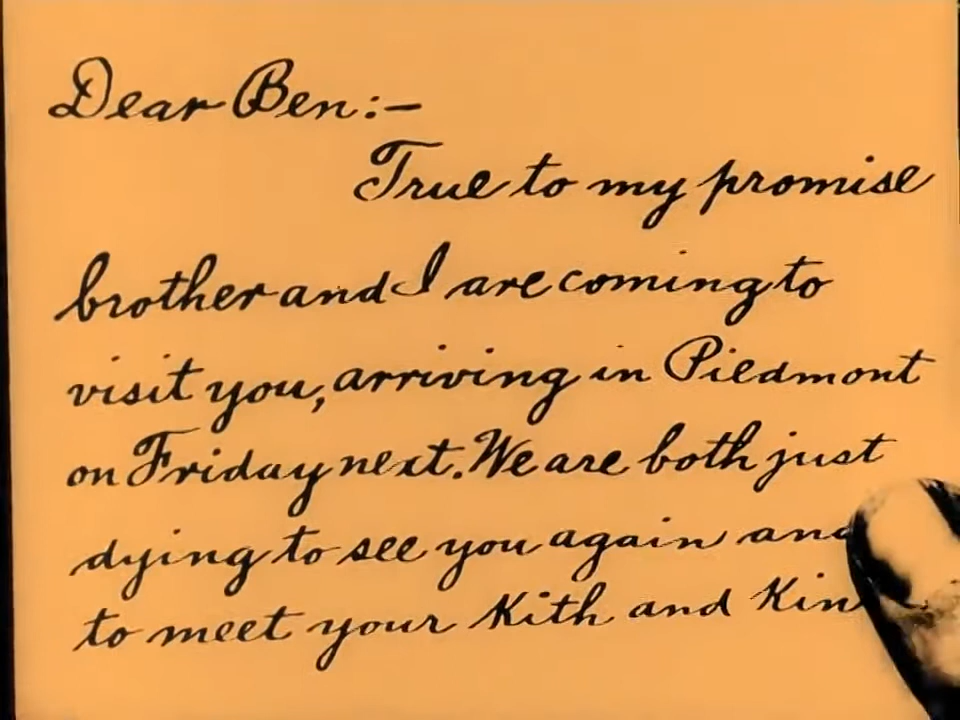 Dear Ben:—
True to my promise
brother and I are coming to
visit you, arriving in Piedmont
on Friday next. We are both just
dying to see you again and
to meet your Kith and Kin